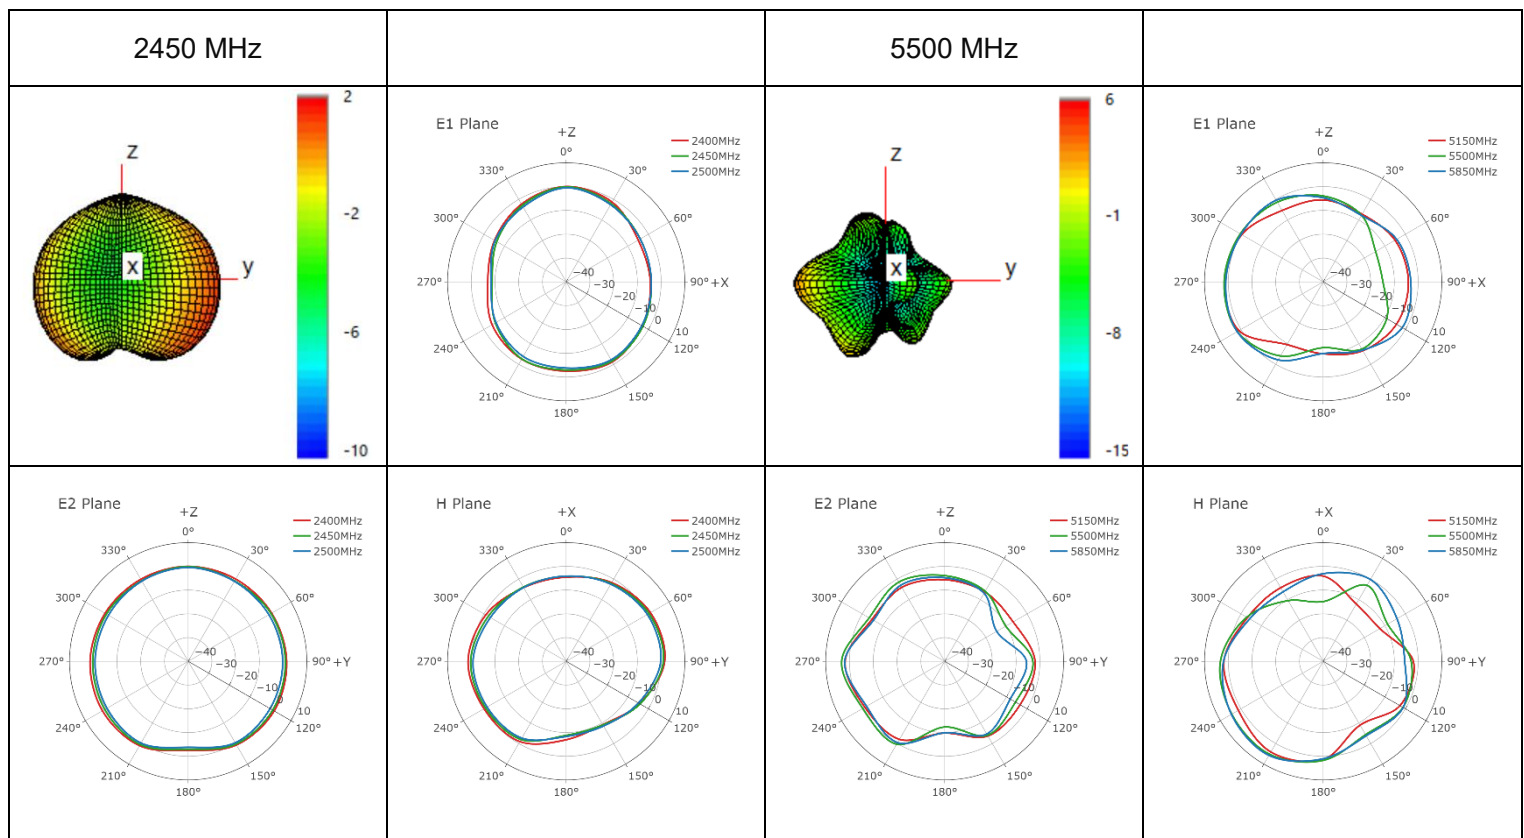 2450 MHz
5500 MHz
2
-2
-6
-10
z
x
y
E1 Plane
+Z
0°
30°
60°
90°+X
120°
150°
180°
210°
240°
270°
300°
330°
−40
−30
−20
−10
0
10
2400MHz
2450MHz
2500MHz
6
-1
-8
-15
z
x
y
E1 Plane
+Z
0°
30°
60°
90°+X
120°
150°
180°
210°
240°
270°
300°
330°
−40
−30
−20
−10
0
10
5150MHz
5500MHz
5850MHz
E2 Plane
+Z
0°
30°
60°
90°+Y
120°
150°
180°
210°
240°
270°
300°
330°
−40
−30
−20
−10
0
10
2400MHz
2450MHz
2500MHz
H Plane
+X
0°
30°
60°
90°+Y
120°
150°
180°
210°
240°
270°
300°
330°
−40
−30
−20
−10
0
10
2400MHz
2450MHz
2500MHz
E2 Plane
+Z
0°
30°
60°
90°+Y
120°
150°
180°
210°
240°
270°
300°
330°
−40
−30
−20
−10
0
10
5150MHz
5500MHz
5850MHz
H Plane
+X
0°
30°
60°
90°+Y
120°
150°
180°
210°
240°
270°
300°
330°
−40
−30
−20
−10
0
10
5150MHz
5500MHz
5850MHz